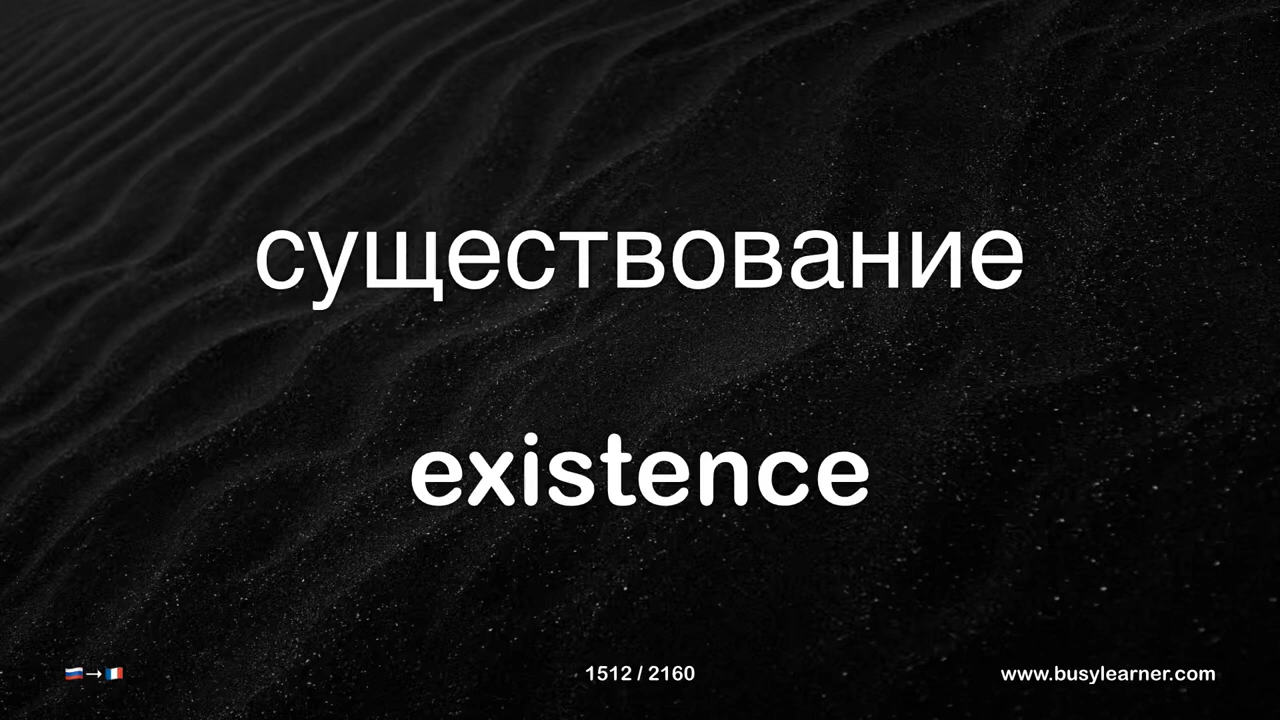 существование
existence
🇷🇺→🇫🇷
1512 / 2160
www.busylearner.com